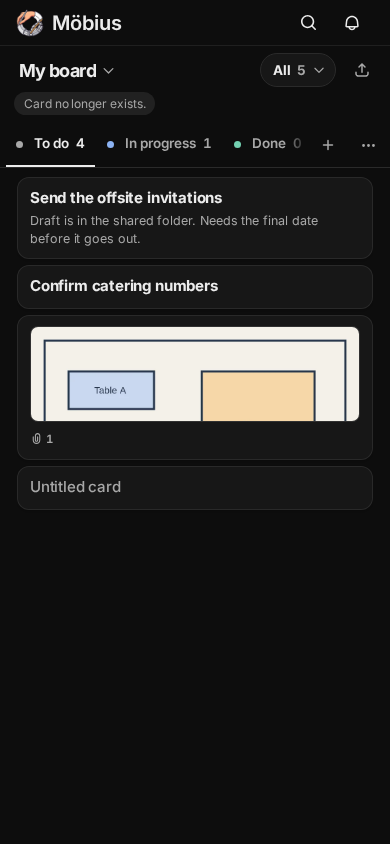 Möbius
My board
All 5
Card no longer exists.
To do 4
In progress 1
Done 0
Send the offsite invitations
Draft is in the shared folder. Needs the final date
before it goes out.
Confirm catering numbers
Table A
1
Untitled card